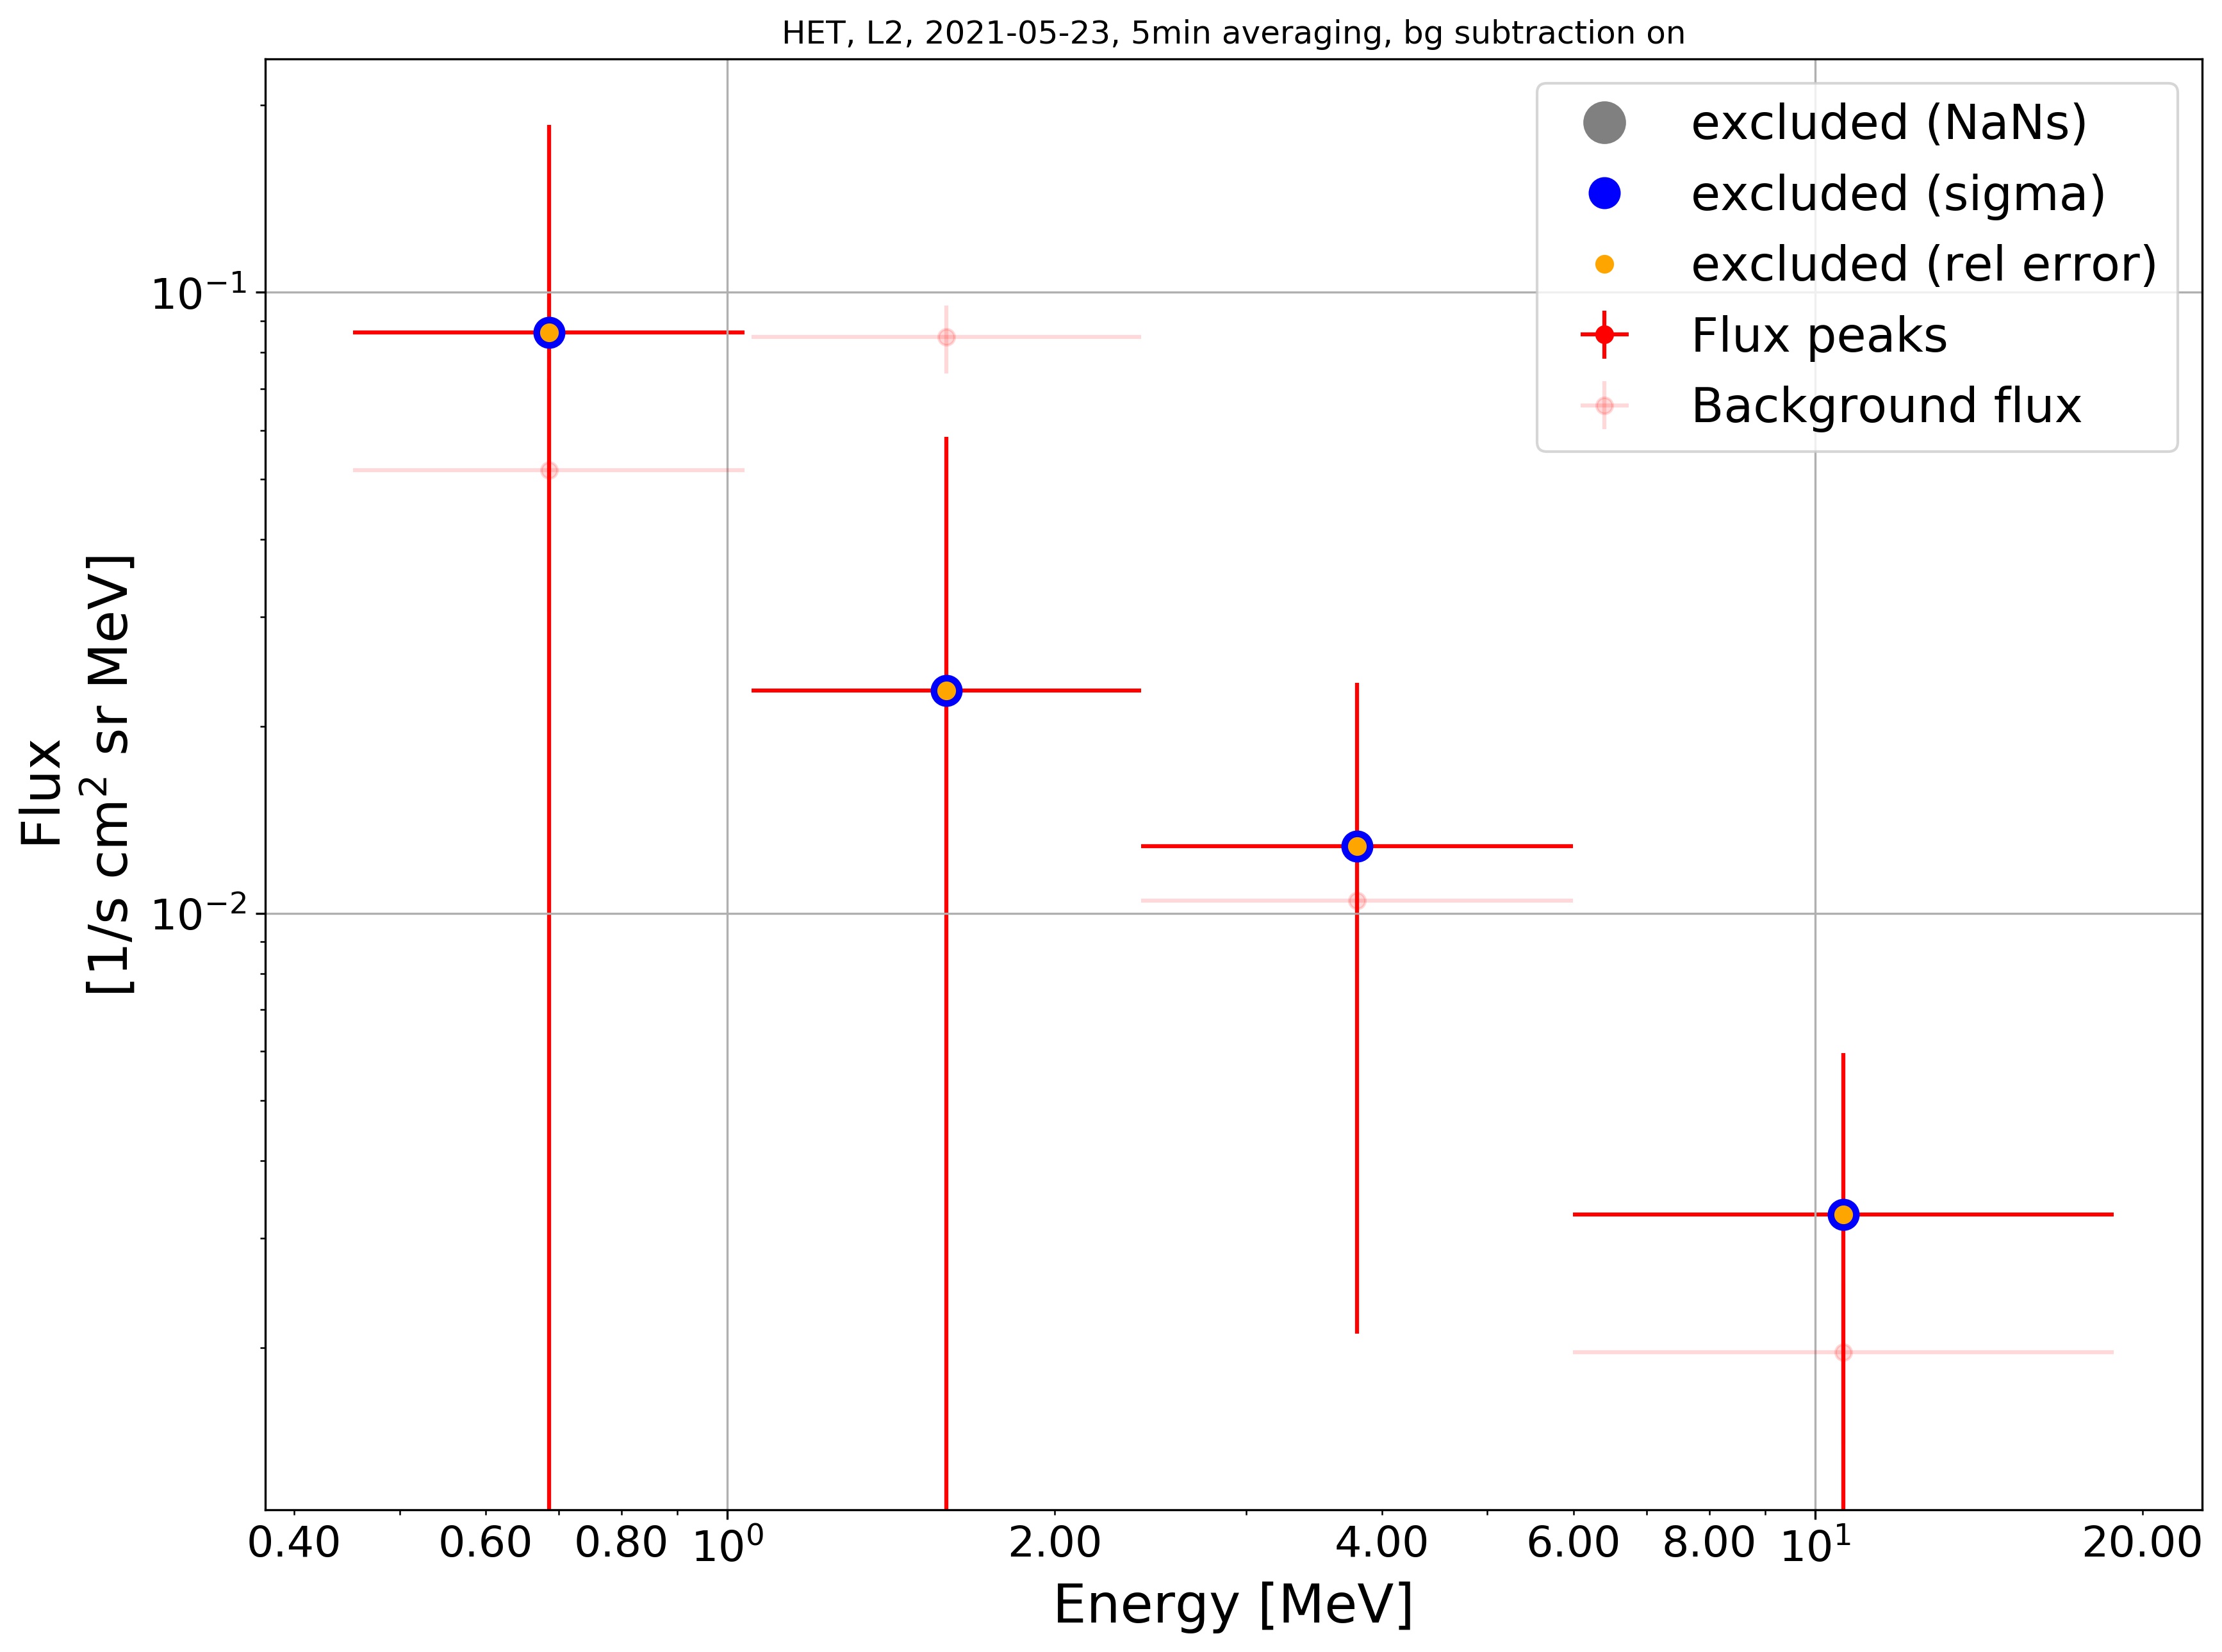 HET, L2, 2021-05-23, 5min averaging, bg subtraction on
excluded (NaNs)
excluded (sigma)
excluded (rel error)
Flux peaks
Background flux
10⁻¹
10⁻²
Flux
[1/s cm² sr MeV]
0.40 0.60 0.80 10⁰ 2.00 4.00 6.00 8.00 10¹ 20.00
Energy [MeV]